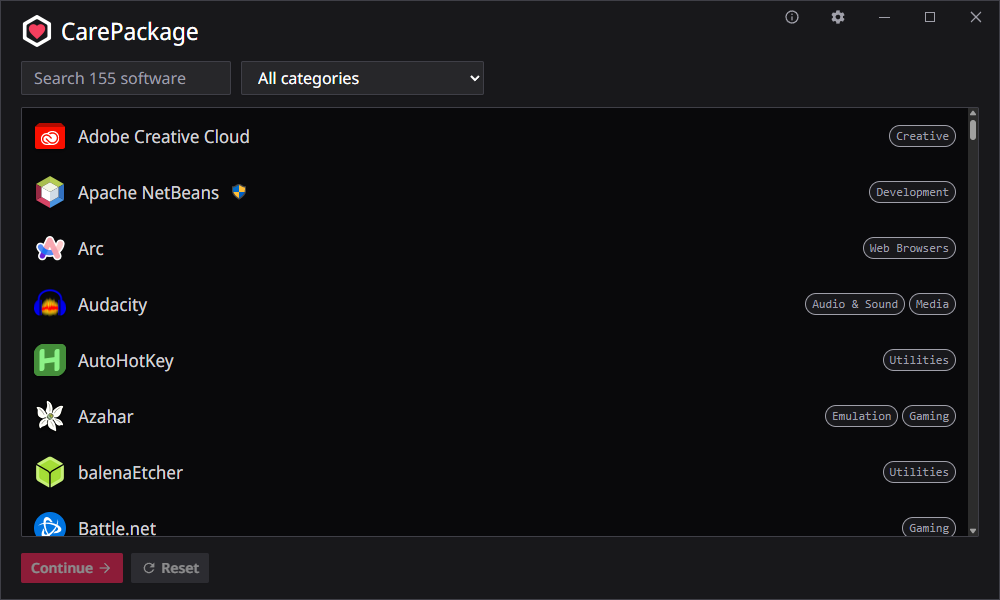 CarePackage
Search 155 software
All categories
Adobe Creative Cloud Creative
Apache NetBeans Development
Arc Web Browsers
Audacity Audio & Sound Media
AutoHotKey Utilities
Azahar Emulation Gaming
balenaEtcher Utilities
Battle.net Gaming
Continue → Reset